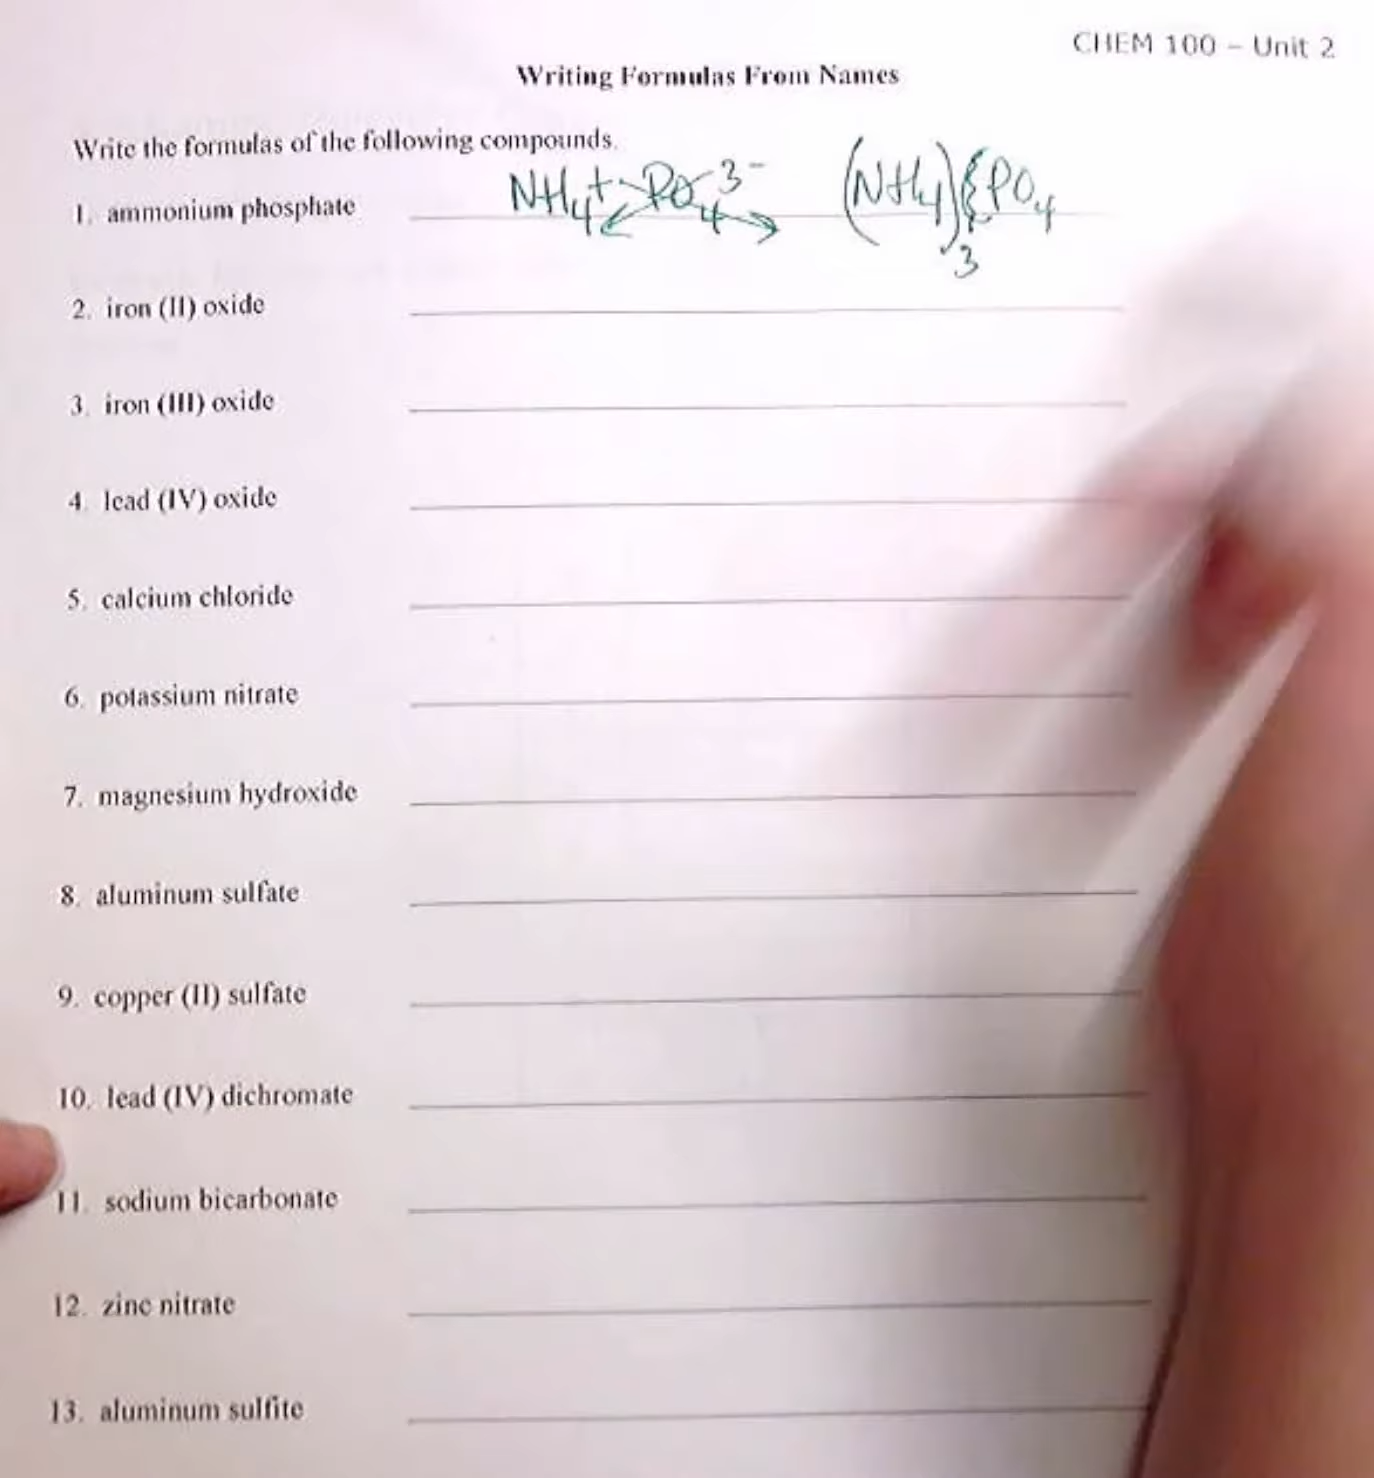 CHEM 100 – Unit 2
Writing Formulas From Names
Write the formulas of the following compounds.
1. ammonium phosphate NH4+ PO4 3- (NH4)3PO4
2. iron (II) oxide
3. iron (III) oxide
4. lead (IV) oxide
5. calcium chloride
6. potassium nitrate
7. magnesium hydroxide
8. aluminum sulfate
9. copper (II) sulfate
10. lead (IV) dichromate
11. sodium bicarbonate
12. zinc nitrate
13. aluminum sulfite